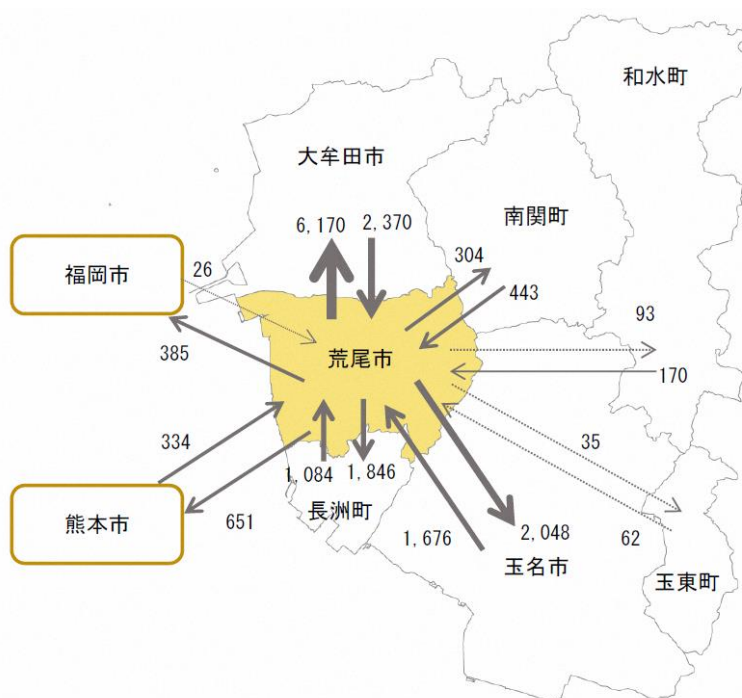 和水町
大牟田市
南関町
6,170
2,370
304
福岡市
26
443
93
385
荒尾市
170
334
35
1,084
1,846
長洲町
熊本市
651
1,676
2,048
62
玉名市
玉東町